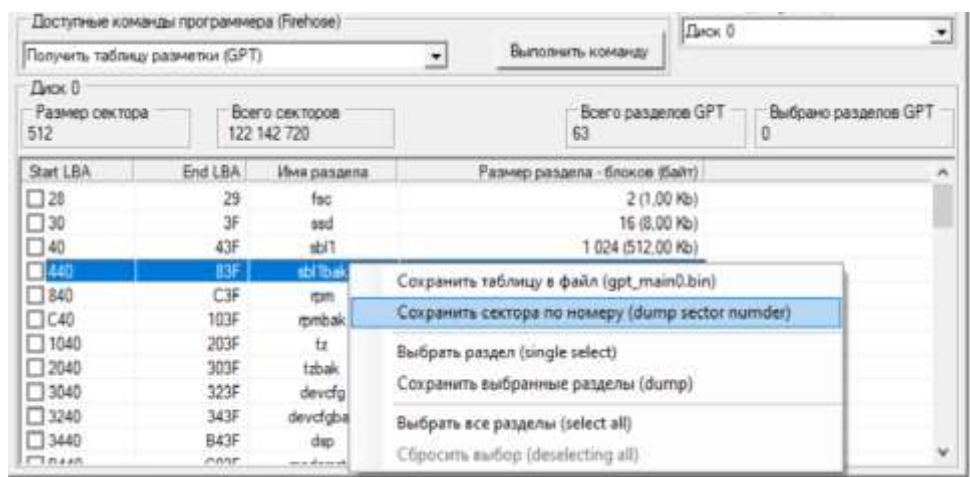 Доступные команды программера (Firehose)
Диск 0
Получить таблицу разметки (GPT)
Выполнить команду
Диск 0
Размер сектора
Всего секторов
Всего разделов GPT
Выбрано разделов GPT
512
122 142 720
63
0
Start LBA End LBA Имя раздела Размер раздела - блоков (байт)
28 29 fsc 2 (1,00 Kb)
30 3F ssd 16 (8,00 Kb)
40 43F sbl1 1 024 (512,00 Kb)
440 83F sbl1bak
840 C3F rpm
C40 103F rpmbak
1040 203F tz
2040 303F tzbak
3040 323F devcfg
3240 343F devcfgba
3440 B43F dsp
Сохранить таблицу в файл (gpt_main0.bin)
Сохранить сектора по номеру (dump sector numder)
Выбрать раздел (single select)
Сохранить выбранные разделы (dump)
Выбрать все разделы (select all)
Сбросить выбор (deselecting all)